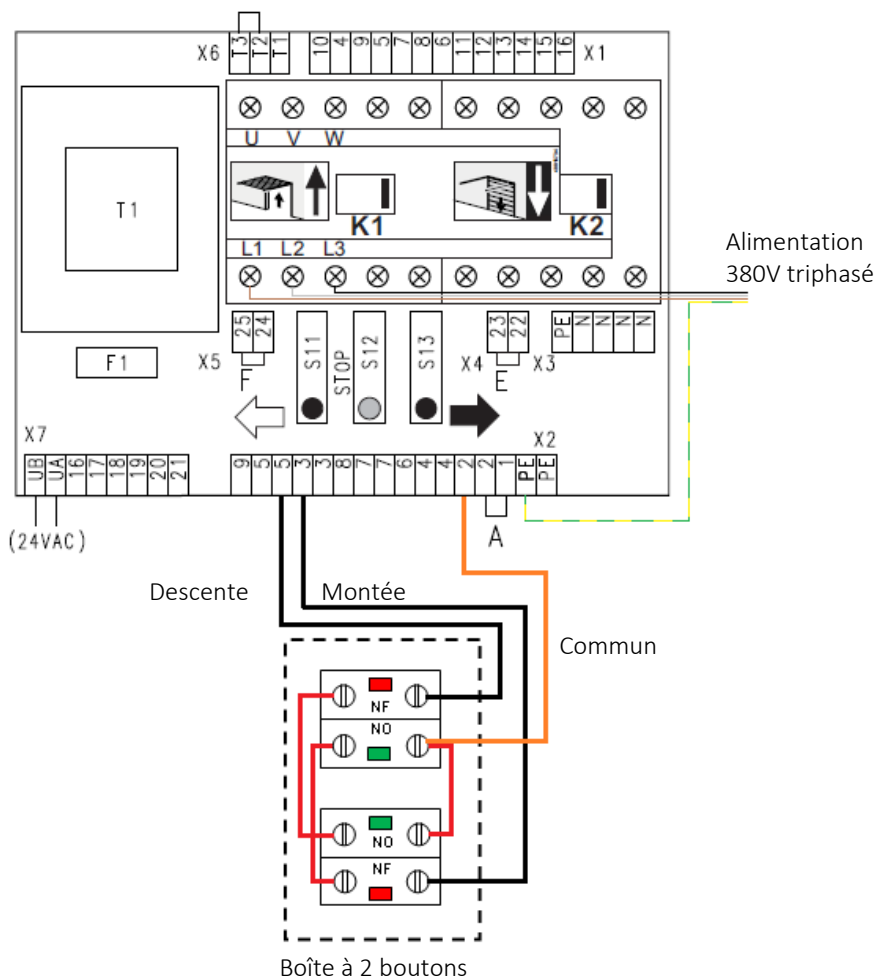 X6 T3 T2 T1 10 4 9 5 7 8 6 11 12 13 14 15 16 X1
U V W
T1
K1 K2
L1 L2 L3
Alimentation
380V triphasé
F1
X5 25 24 S11 STOP S12 S13 X4 23 22 X3 PE N N N N
F E
X7 X2
UB UA 16 17 18 19 20 21 9 5 5 3 3 8 7 7 6 4 4 2 2 1 PE PE
(24VAC) A
Descente Montée
Commun
NF
NO
NO
NF
Boîte à 2 boutons